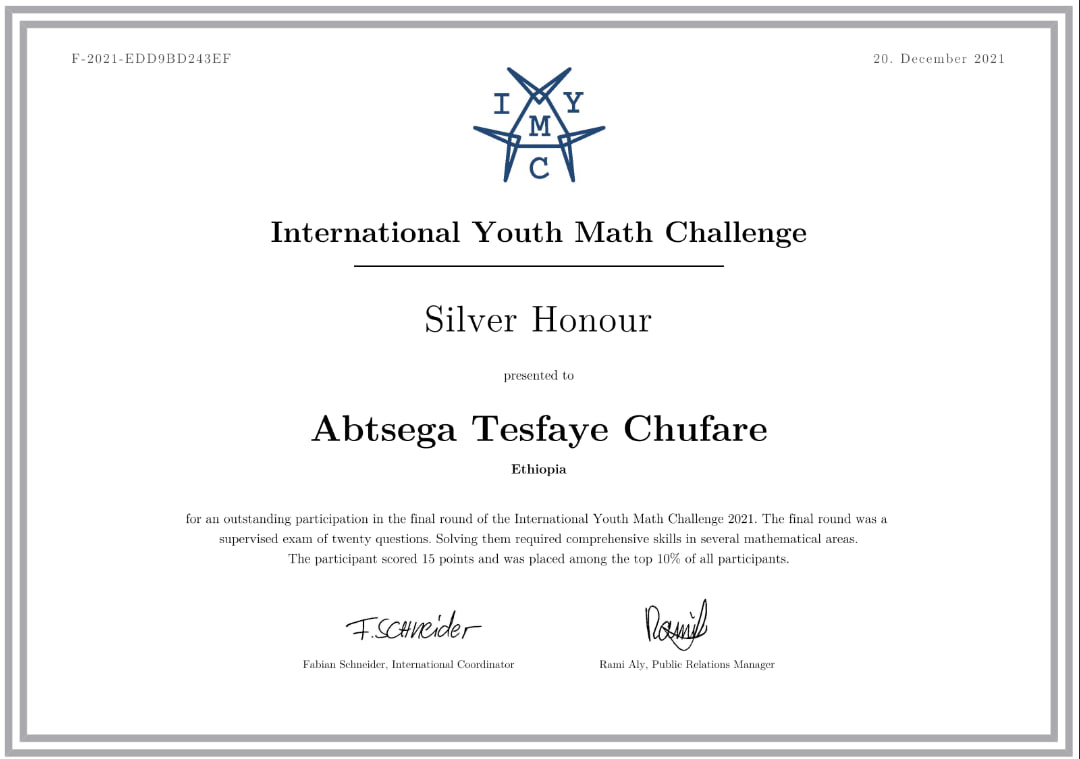 F-2021-EDD9BD243EF
20. December 2021
I Y
M
C
International Youth Math Challenge
Silver Honour
presented to
Abtsega Tesfaye Chufare
Ethiopia
for an outstanding participation in the final round of the International Youth Math Challenge 2021. The final round was a
supervised exam of twenty questions. Solving them required comprehensive skills in several mathematical areas.
The participant scored 15 points and was placed among the top 10% of all participants.
F.SCHNeider
Rami
Fabian Schneider, International Coordinator
Rami Aly, Public Relations Manager